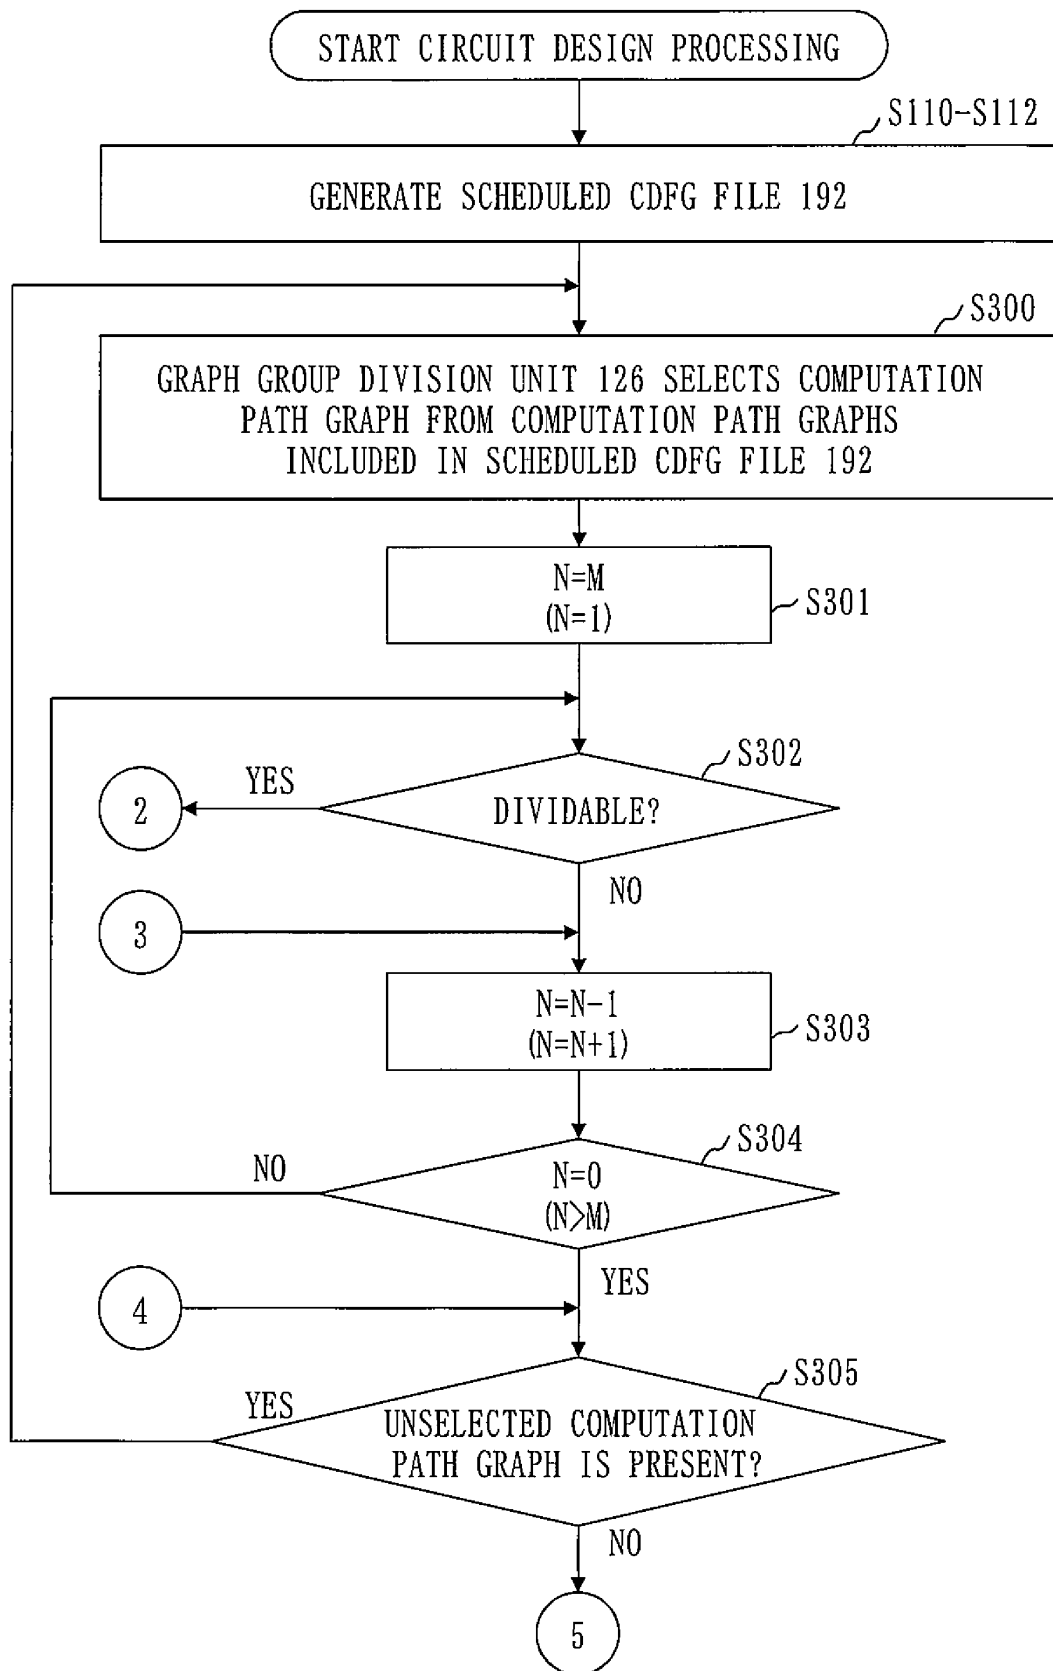 START CIRCUIT DESIGN PROCESSING
S110-S112
GENERATE SCHEDULED CDFG FILE 192
S300
GRAPH GROUP DIVISION UNIT 126 SELECTS COMPUTATION
PATH GRAPH FROM COMPUTATION PATH GRAPHS
INCLUDED IN SCHEDULED CDFG FILE 192
N=M
(N=1)
S301
S302
YES
2
DIVIDABLE?
NO
3
N=N-1
(N=N+1)
S303
S304
NO
N=0
(N>M)
YES
4
S305
YES
UNSELECTED COMPUTATION
PATH GRAPH IS PRESENT?
NO
5